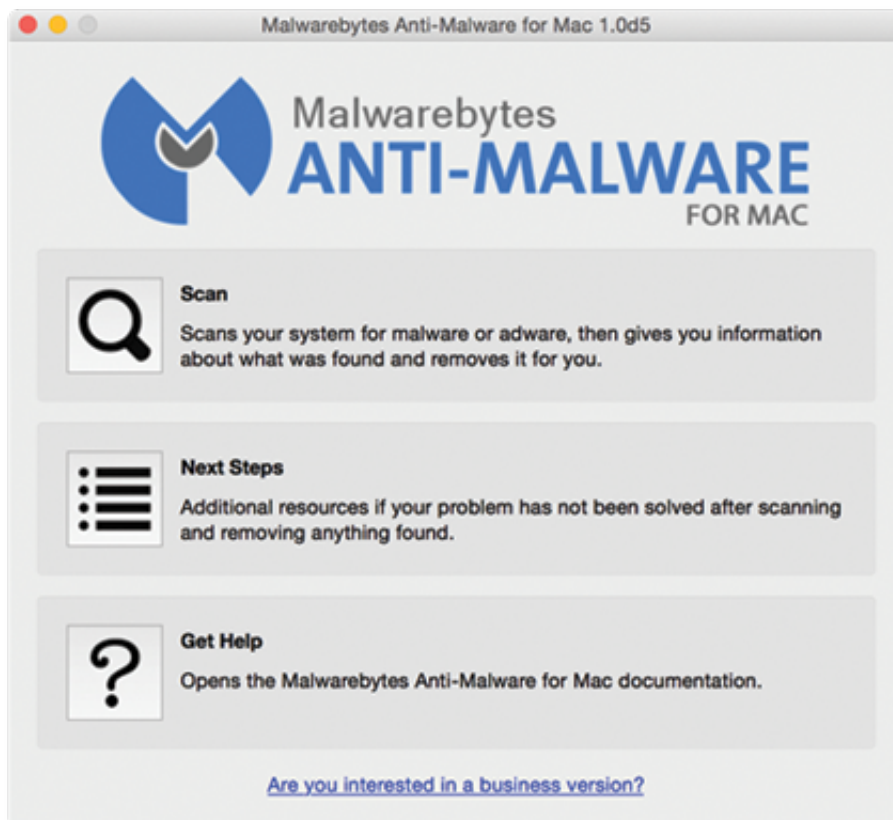 Malwarebytes Anti-Malware for Mac 1.0d5
Malwarebytes
ANTI-MALWARE
FOR MAC
Scan
Scans your system for malware or adware, then gives you information
about what was found and removes it for you.
Next Steps
Additional resources if your problem has not been solved after scanning
and removing anything found.
?
Get Help
Opens the Malwarebytes Anti-Malware for Mac documentation.
Are you interested in a business version?